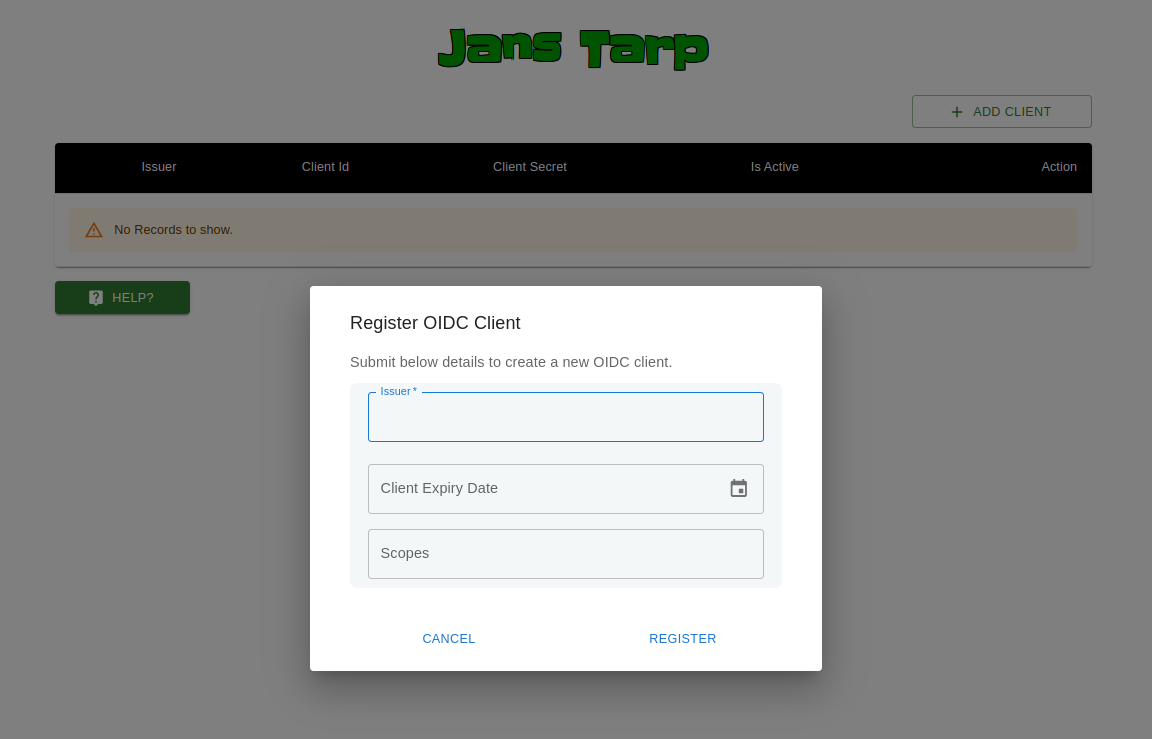 Jans Tarp
ADD CLIENT
Issuer Client Id Client Secret Is Active Action
No Records to show.
HELP?
Register OIDC Client
Submit below details to create a new OIDC client.
Issuer *
Client Expiry Date
Scopes
CANCEL REGISTER